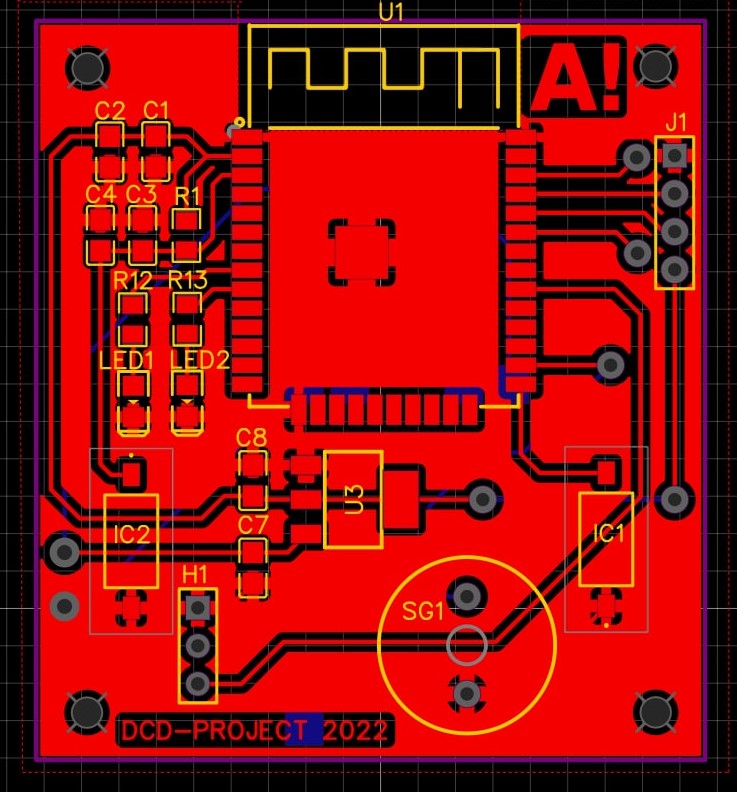 U1
A!
C2 C1
J1
C4 C3 R1
R12 R13
LED1 LED2
C8
U3
C7
IC2
IC1
H1
SG1
DCD-PROJECT 2022